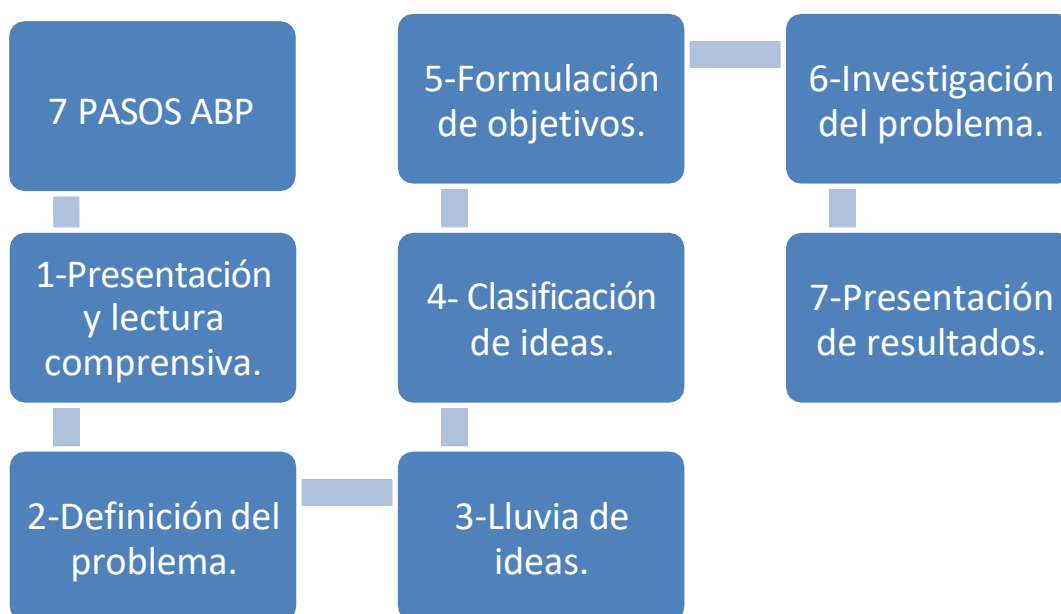 7 PASOS ABP
1-Presentación
y lectura
comprensiva.
2-Definición del
problema.
3-Lluvia de
ideas.
4- Clasificación
de ideas.
5-Formulación
de objetivos.
6-Investigación
del problema.
7-Presentación
de resultados.